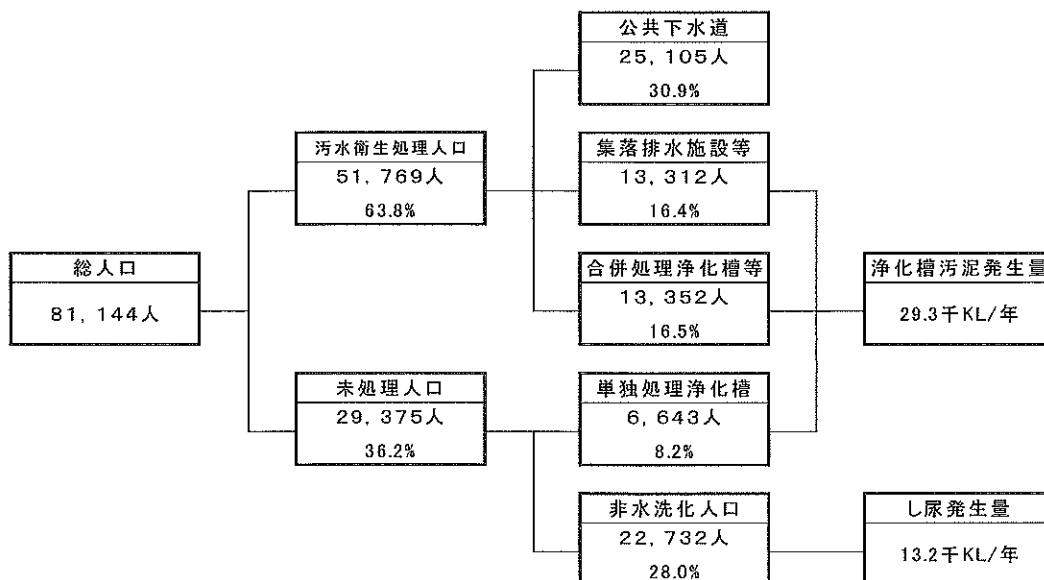 公共下水道
25,105人
30.9%
汚水衛生処理人口
51,769人
63.8%
集落排水施設等
13,312人
16.4%
総人口
81,144人
合併処理浄化槽等
13,352人
16.5%
浄化槽汚泥発生量
29.3千KL/年
未処理人口
29,375人
36.2%
単独処理浄化槽
6,643人
8.2%
非水洗化人口
22,732人
28.0%
し尿発生量
13.2千KL/年